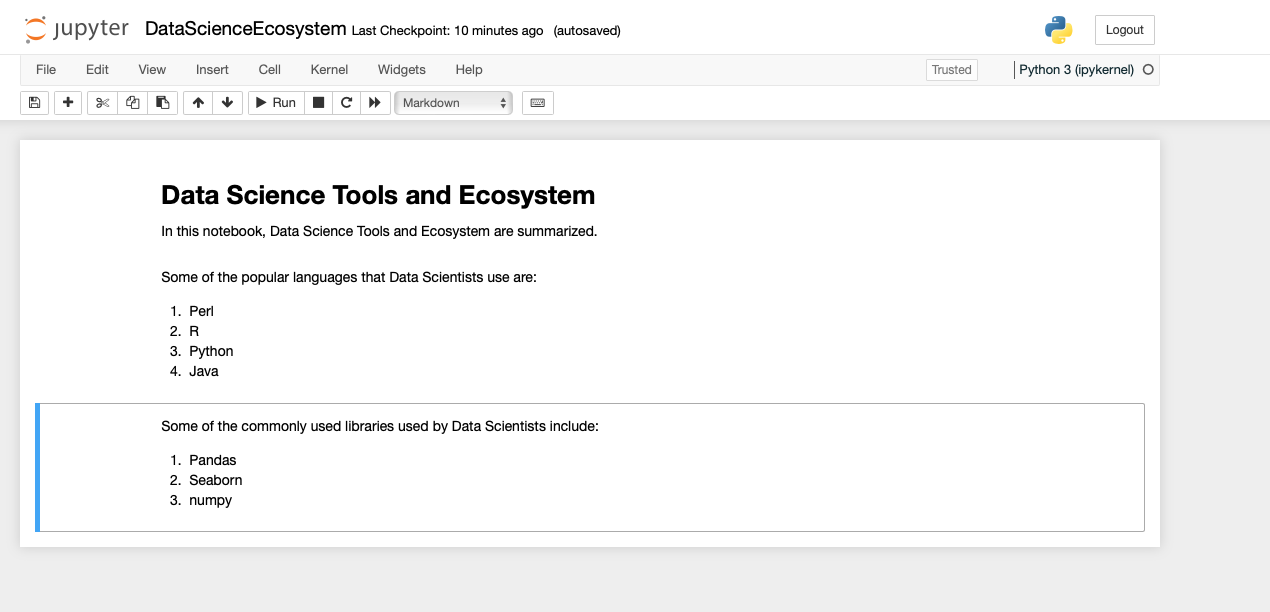 jupyter DataScienceEcosystem Last Checkpoint: 10 minutes ago (autosaved) Logout
File Edit View Insert Cell Kernel Widgets Help Trusted Python 3 (ipykernel)
Run Markdown
Data Science Tools and Ecosystem
In this notebook, Data Science Tools and Ecosystem are summarized.
Some of the popular languages that Data Scientists use are:
1. Perl
2. R
3. Python
4. Java
Some of the commonly used libraries used by Data Scientists include:
1. Pandas
2. Seaborn
3. numpy